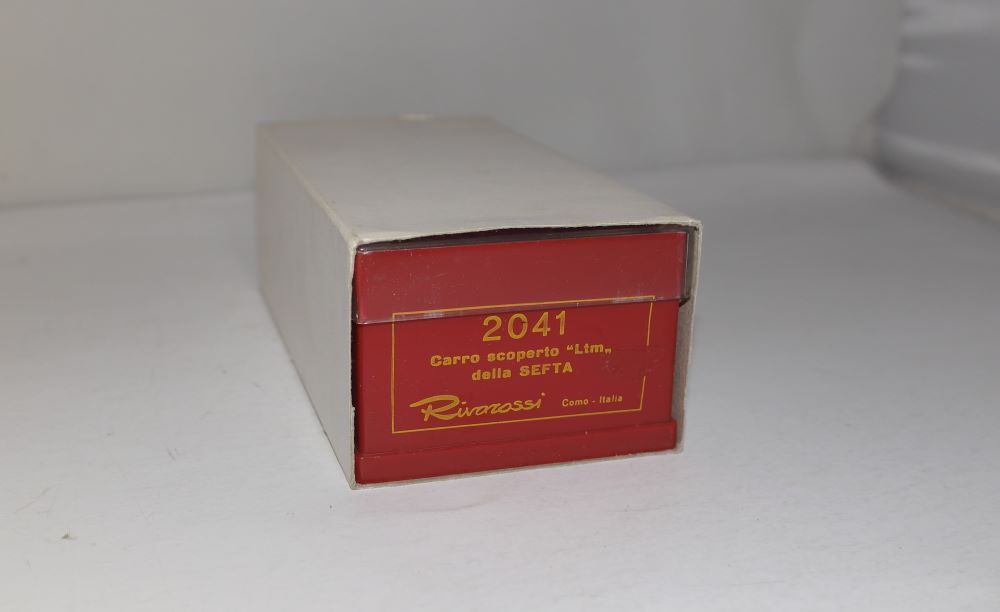 2041
Carro scoperto “Ltm„
della SEFTA
Rivarossi Como - Italia